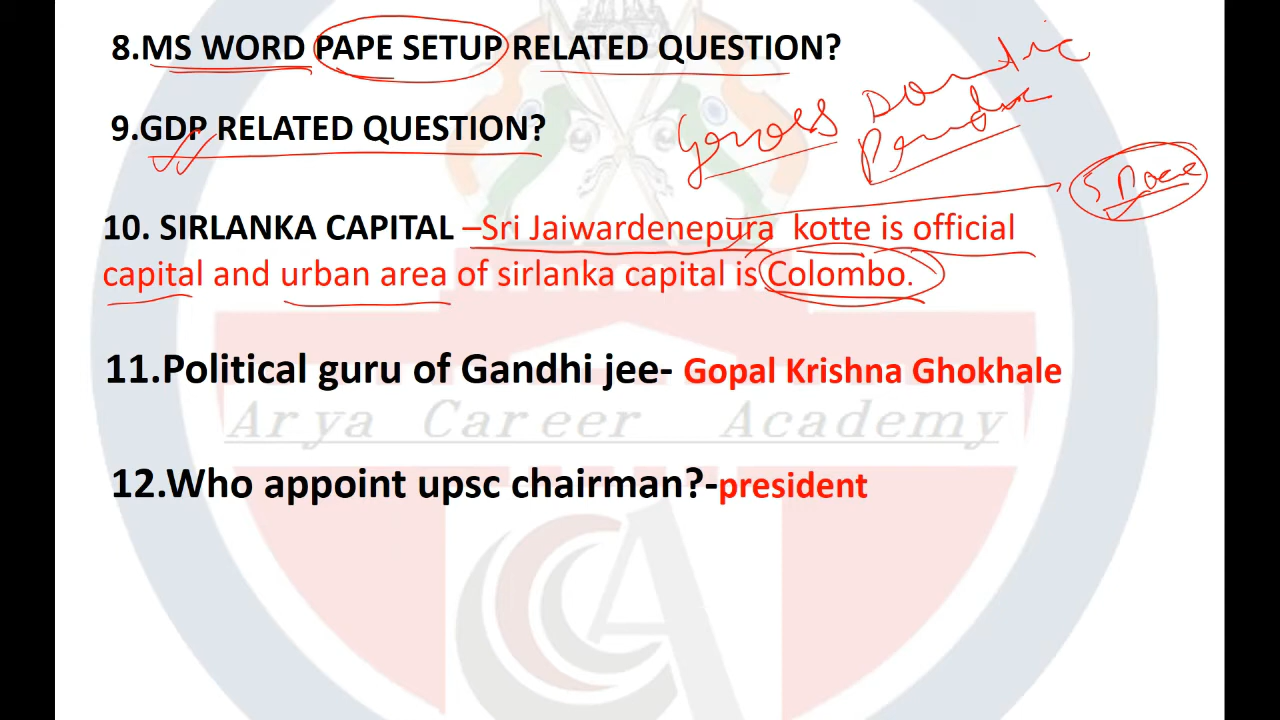 8.MS WORD PAPE SETUP RELATED QUESTION?
Gross Domtic
Produc
9.GDP RELATED QUESTION?
10. SIRLANKA CAPITAL –Sri Jaiwardenepura kotte is official
capital and urban area of sirlanka capital is Colombo.
11.Political guru of Gandhi jee- Gopal Krishna Ghokhale
Arya Career Academy
12.Who appoint upsc chairman?-president